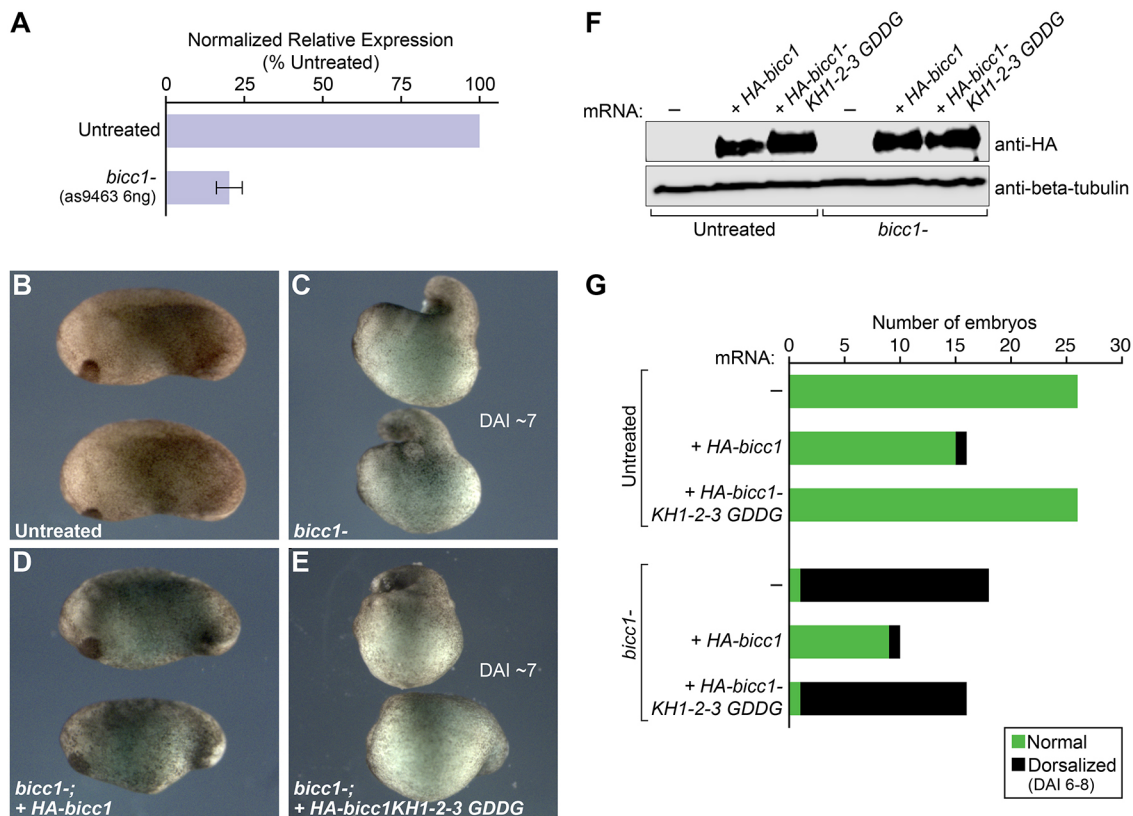 A
Normalized Relative Expression
(% Untreated)
0 25 50 75 100
Untreated
bicc1-
(as9463 6ng)
B
Untreated
C
DAI ~7
bicc1-
D
bicc1-;
+ HA-bicc1
E
DAI ~7
bicc1-;
+ HA-bicc1KH1-2-3 GDDG
F
mRNA: – + HA-bicc1 + HA-bicc1-
KH1-2-3 GDDG – + HA-bicc1 + HA-bicc1-
KH1-2-3 GDDG
anti-HA
anti-beta-tubulin
Untreated bicc1-
G
Number of embryos
mRNA: 0 5 10 15 20 25 30
Untreated
–
+ HA-bicc1
+ HA-bicc1-
KH1-2-3 GDDG
bicc1-
–
+ HA-bicc1
+ HA-bicc1-
KH1-2-3 GDDG
Normal
Dorsalized
(DAI 6-8)